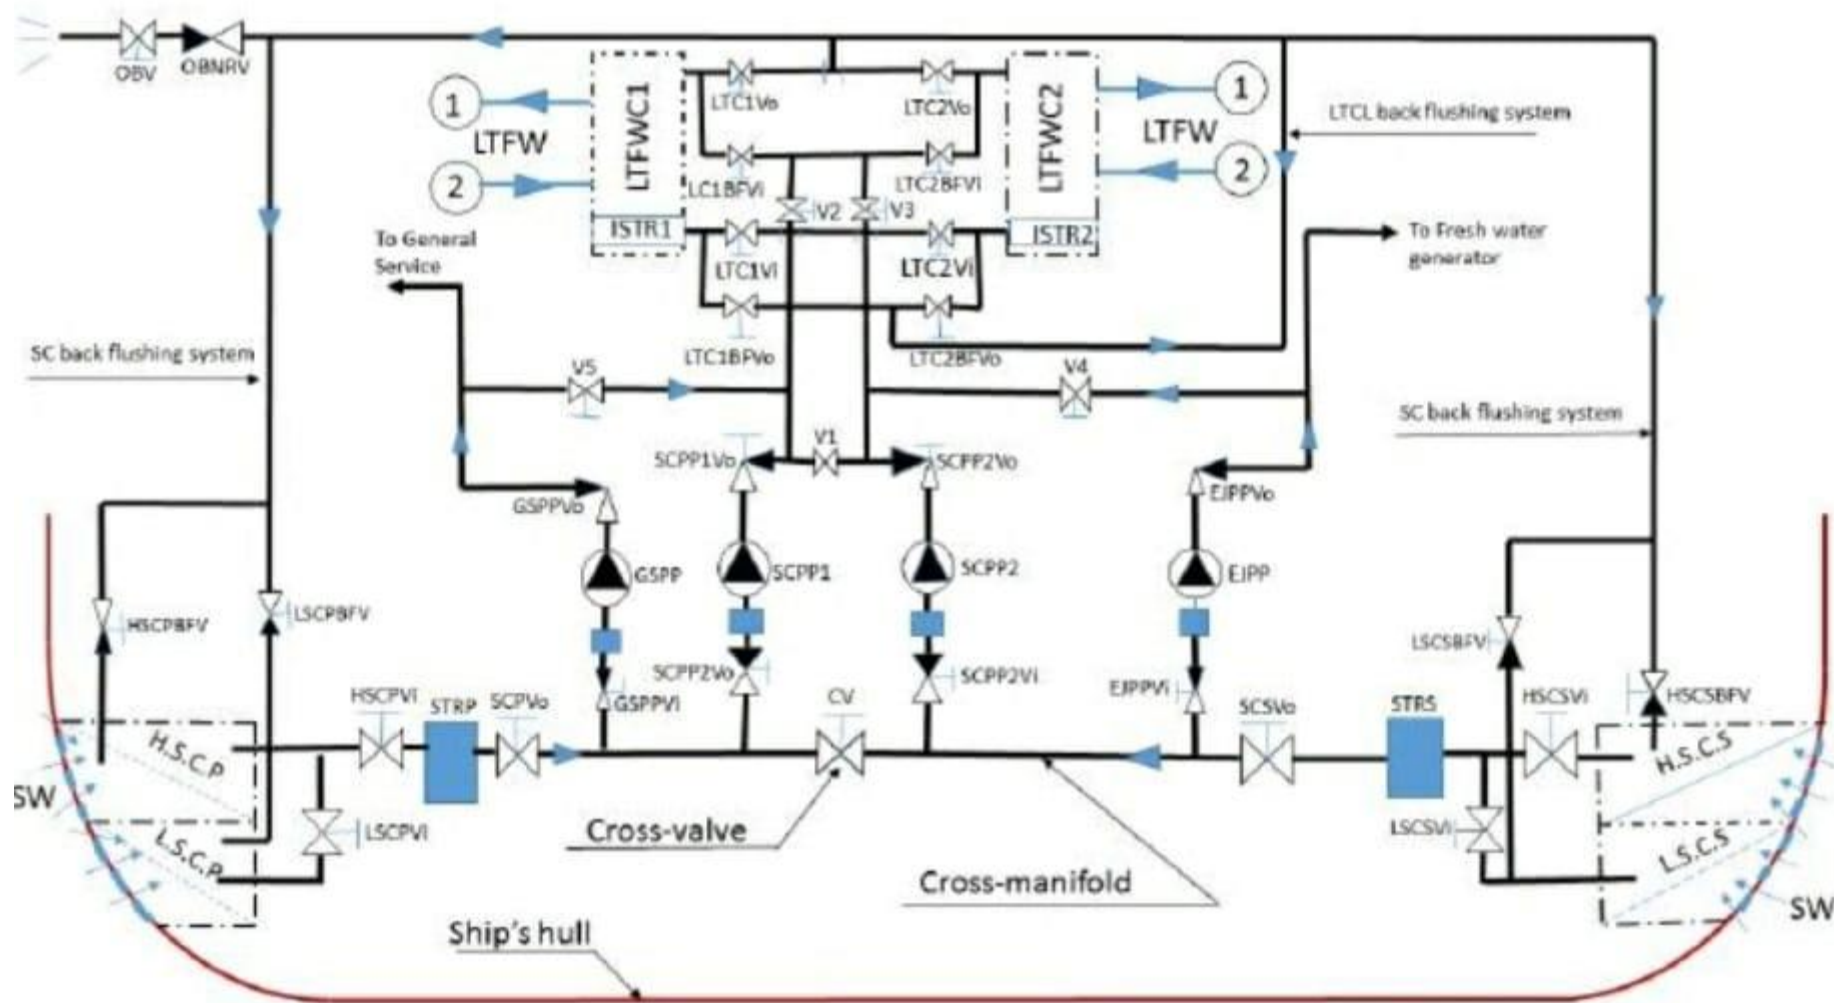 OBV
OBNRV
1
LTFW
2
LTFWC1
ISTR1
LTC1Vo
LTC2Vo
LC1BFVi
LTC2BFVi
V2
V3
LTC1Vi
LTC2Vi
LTC1BFVo
LTC2BFVo
LTFWC2
ISTR2
1
LTFW
2
LTCL back flushing system
To General
Service
To Fresh water
generator
SC back flushing system
V5
V4
SC back flushing system
SCPP1Vo
V1
SCPP2Vo
GSPPVo
EJPPVo
GSPP
SCPP1
SCPP2
EJPP
HSCPBFV
LSCPBFV
LSCSBFV
HSCSBFV
SCPP2Vo
SCPP2Vi
GSPPVi
EJPPVi
HSCPVi
STRP
SCPVo
CV
SCSVo
STRS
HSCSVi
H.S.C.P
H.S.C.S
SW
L.S.C.P
LSCPVi
Cross-valve
LSCSVi
L.S.C.S
Cross-manifold
SW
Ship's hull